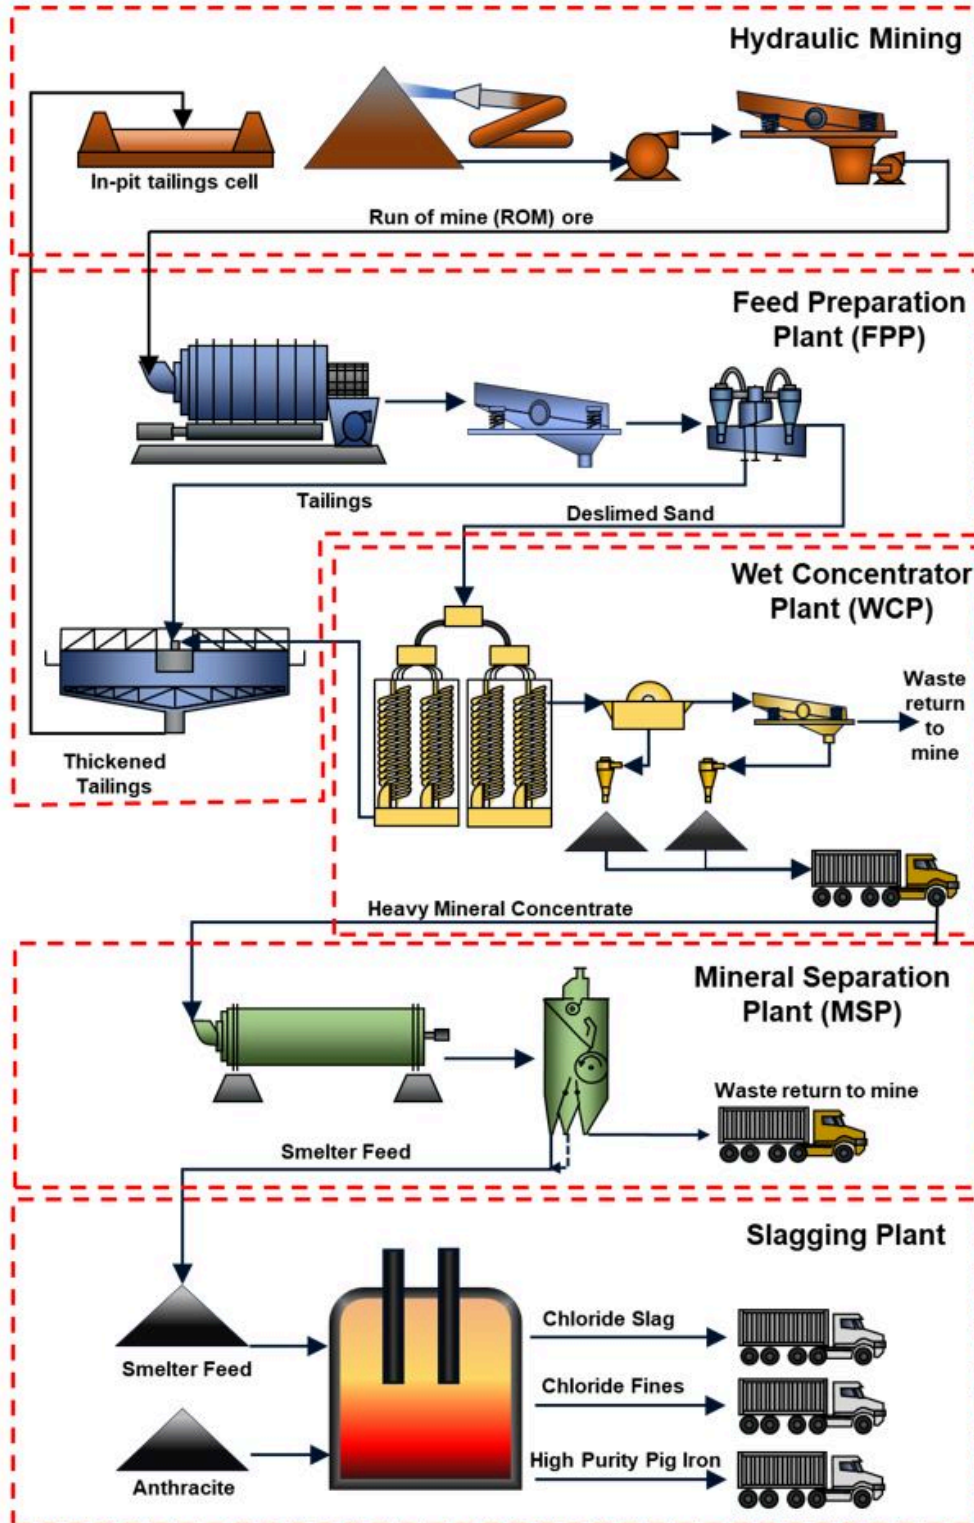 Hydraulic Mining
In-pit tailings cell
Run of mine (ROM) ore
Feed Preparation
Plant (FPP)
Tailings
Deslimed Sand
Wet Concentrator
Plant (WCP)
Waste
return
to
mine
Thickened
Tailings
Heavy Mineral Concentrate
Mineral Separation
Plant (MSP)
Waste return to mine
Smelter Feed
Slagging Plant
Chloride Slag
Smelter Feed
Chloride Fines
High Purity Pig Iron
Anthracite